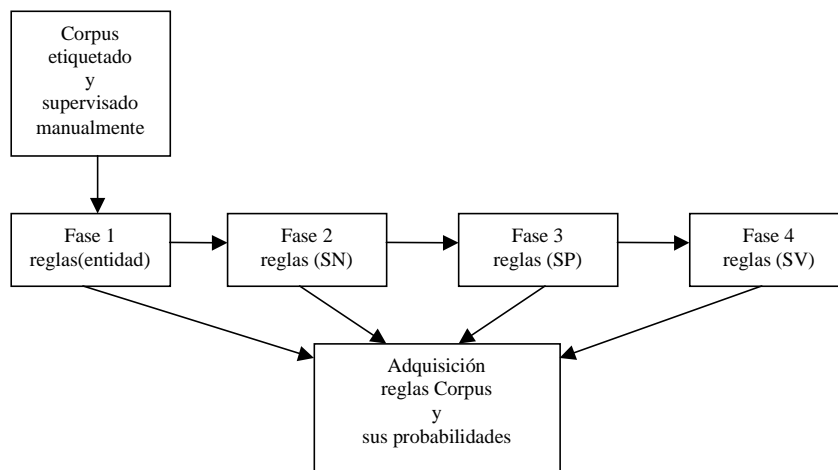 Corpus
etiquetado
y
supervisado
manualmente
Fase 1
reglas(entidad)
Fase 2
reglas (SN)
Fase 3
reglas (SP)
Fase 4
reglas (SV)
Adquisición
reglas Corpus
y
sus probabilidades